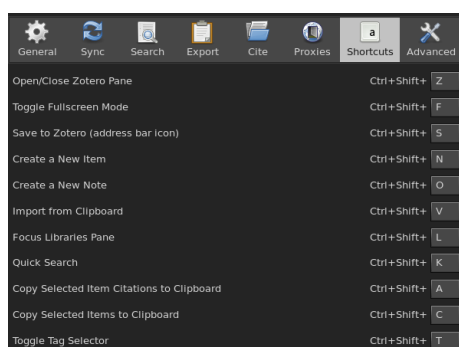 General Sync Search Export Cite Proxies Shortcuts Advanced
a
Open/Close Zotero Pane Ctrl+Shift+ Z
Toggle Fullscreen Mode Ctrl+Shift+ F
Save to Zotero (address bar icon) Ctrl+Shift+ S
Create a New Item Ctrl+Shift+ N
Create a New Note Ctrl+Shift+ O
Import from Clipboard Ctrl+Shift+ V
Focus Libraries Pane Ctrl+Shift+ L
Quick Search Ctrl+Shift+ K
Copy Selected Item Citations to Clipboard Ctrl+Shift+ A
Copy Selected Items to Clipboard Ctrl+Shift+ C
Toggle Tag Selector Ctrl+Shift+ T